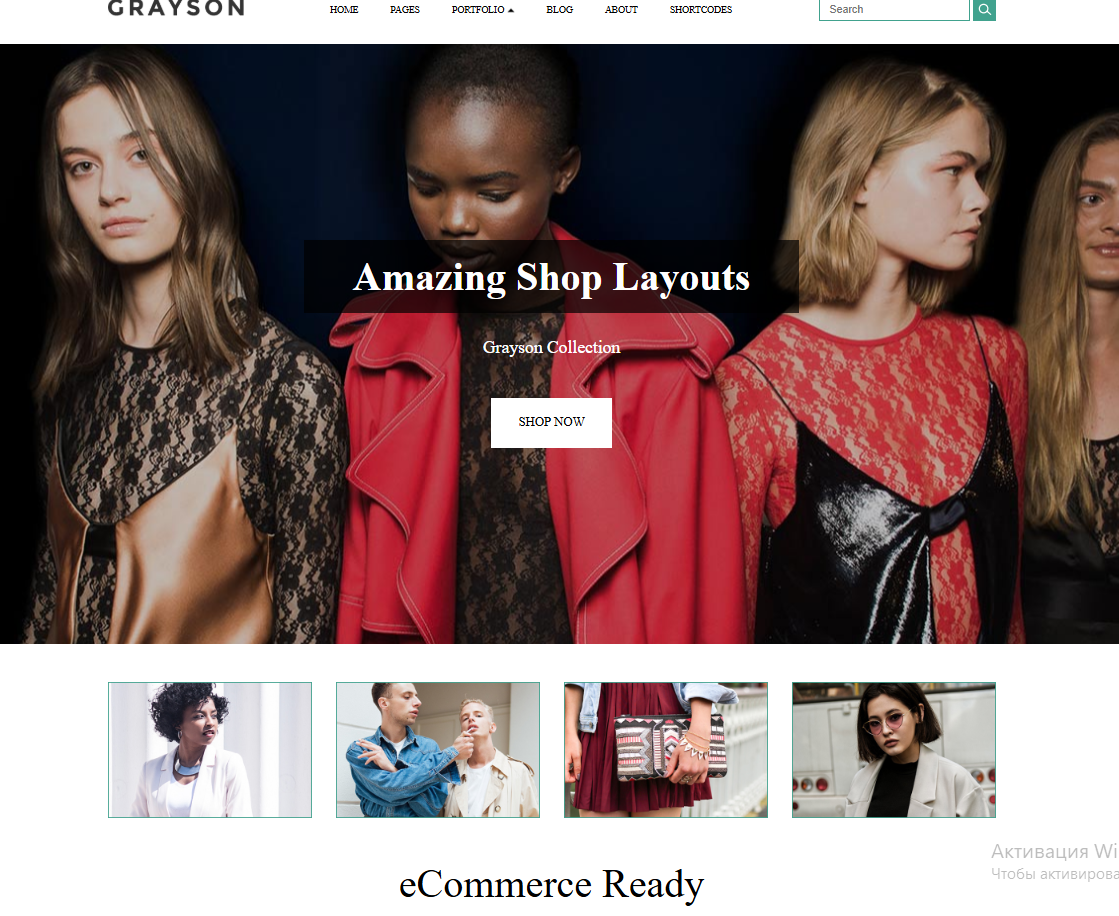 GRAYSON
HOME PAGES PORTFOLIO BLOG ABOUT SHORTCODES
Search
Amazing Shop Layouts
Grayson Collection
SHOP NOW
eCommerce Ready
Активация Wi
Чтобы активирова